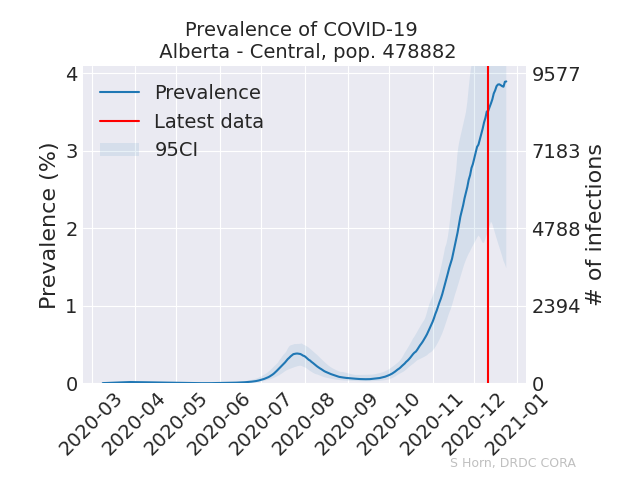 Prevalence of COVID-19
Alberta - Central, pop. 478882
Prevalence (%)
4
3
2
1
0
Prevalence
Latest data
95CI
9577
7183
4788
2394
0
# of infections
2020-03
2020-04
2020-05
2020-06
2020-07
2020-08
2020-09
2020-10
2020-11
2020-12
2021-01
S Horn, DRDC CORA